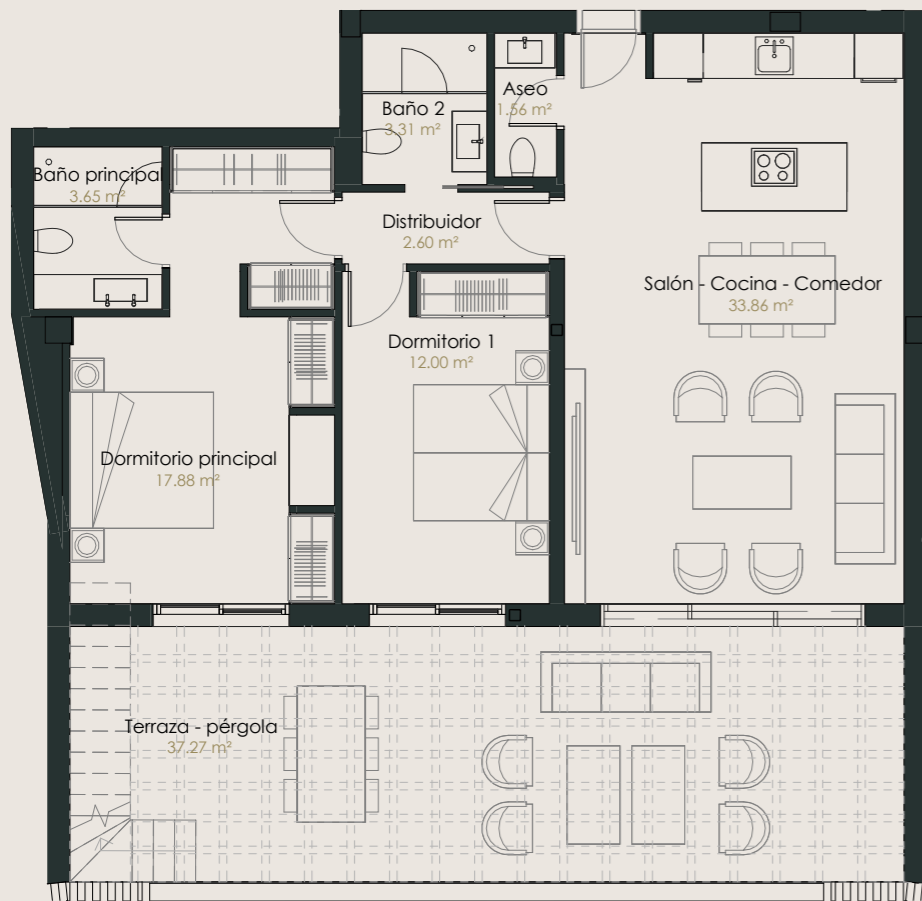 Aseo
1.56 m²
Baño 2
3.31 m²
Baño principal
3.65 m²
Distribuidor
2.60 m²
Salón - Cocina - Comedor
33.86 m²
Dormitorio 1
12.00 m²
Dormitorio principal
17.88 m²
Terraza - pérgola
37.27 m²